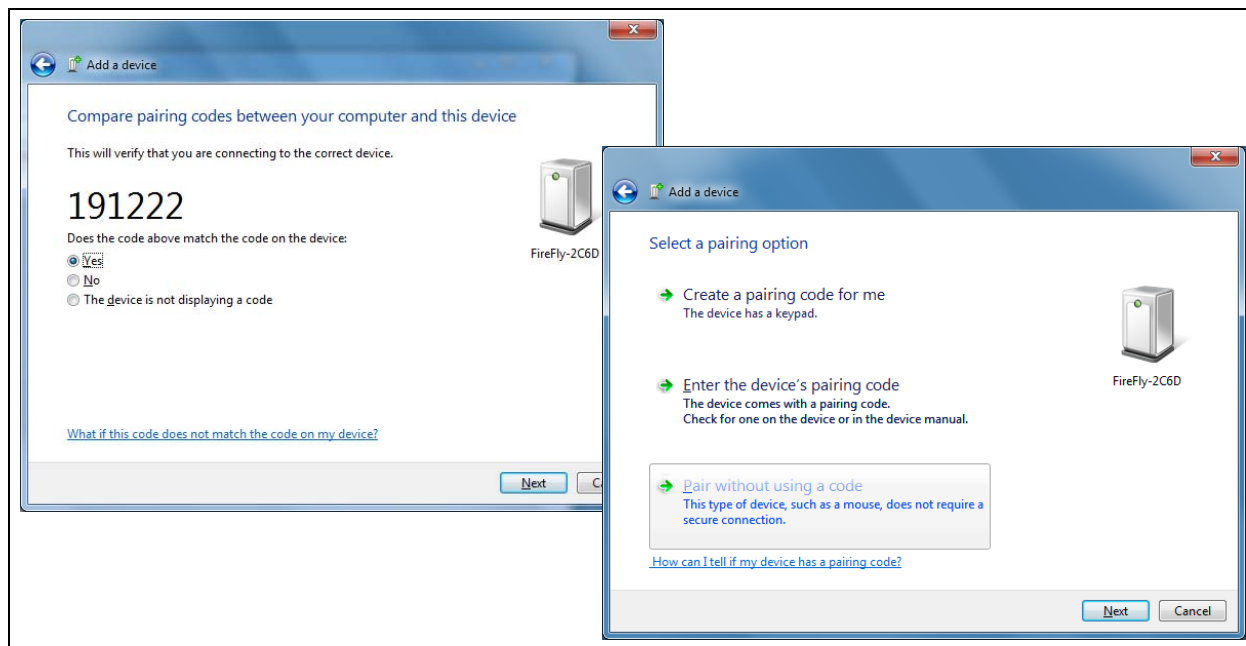 Add a device
Compare pairing codes between your computer and this device
This will verify that you are connecting to the correct device.
191222
Does the code above match the code on the device:
Yes
No
The device is not displaying a code
FireFly-2C6D
What if this code does not match the code on my device?
Next
Add a device
Select a pairing option
Create a pairing code for me
The device has a keypad.
Enter the device's pairing code
The device comes with a pairing code.
Check for one on the device or in the device manual.
Pair without using a code
This type of device, such as a mouse, does not require a
secure connection.
FireFly-2C6D
How can I tell if my device has a pairing code?
Next Cancel